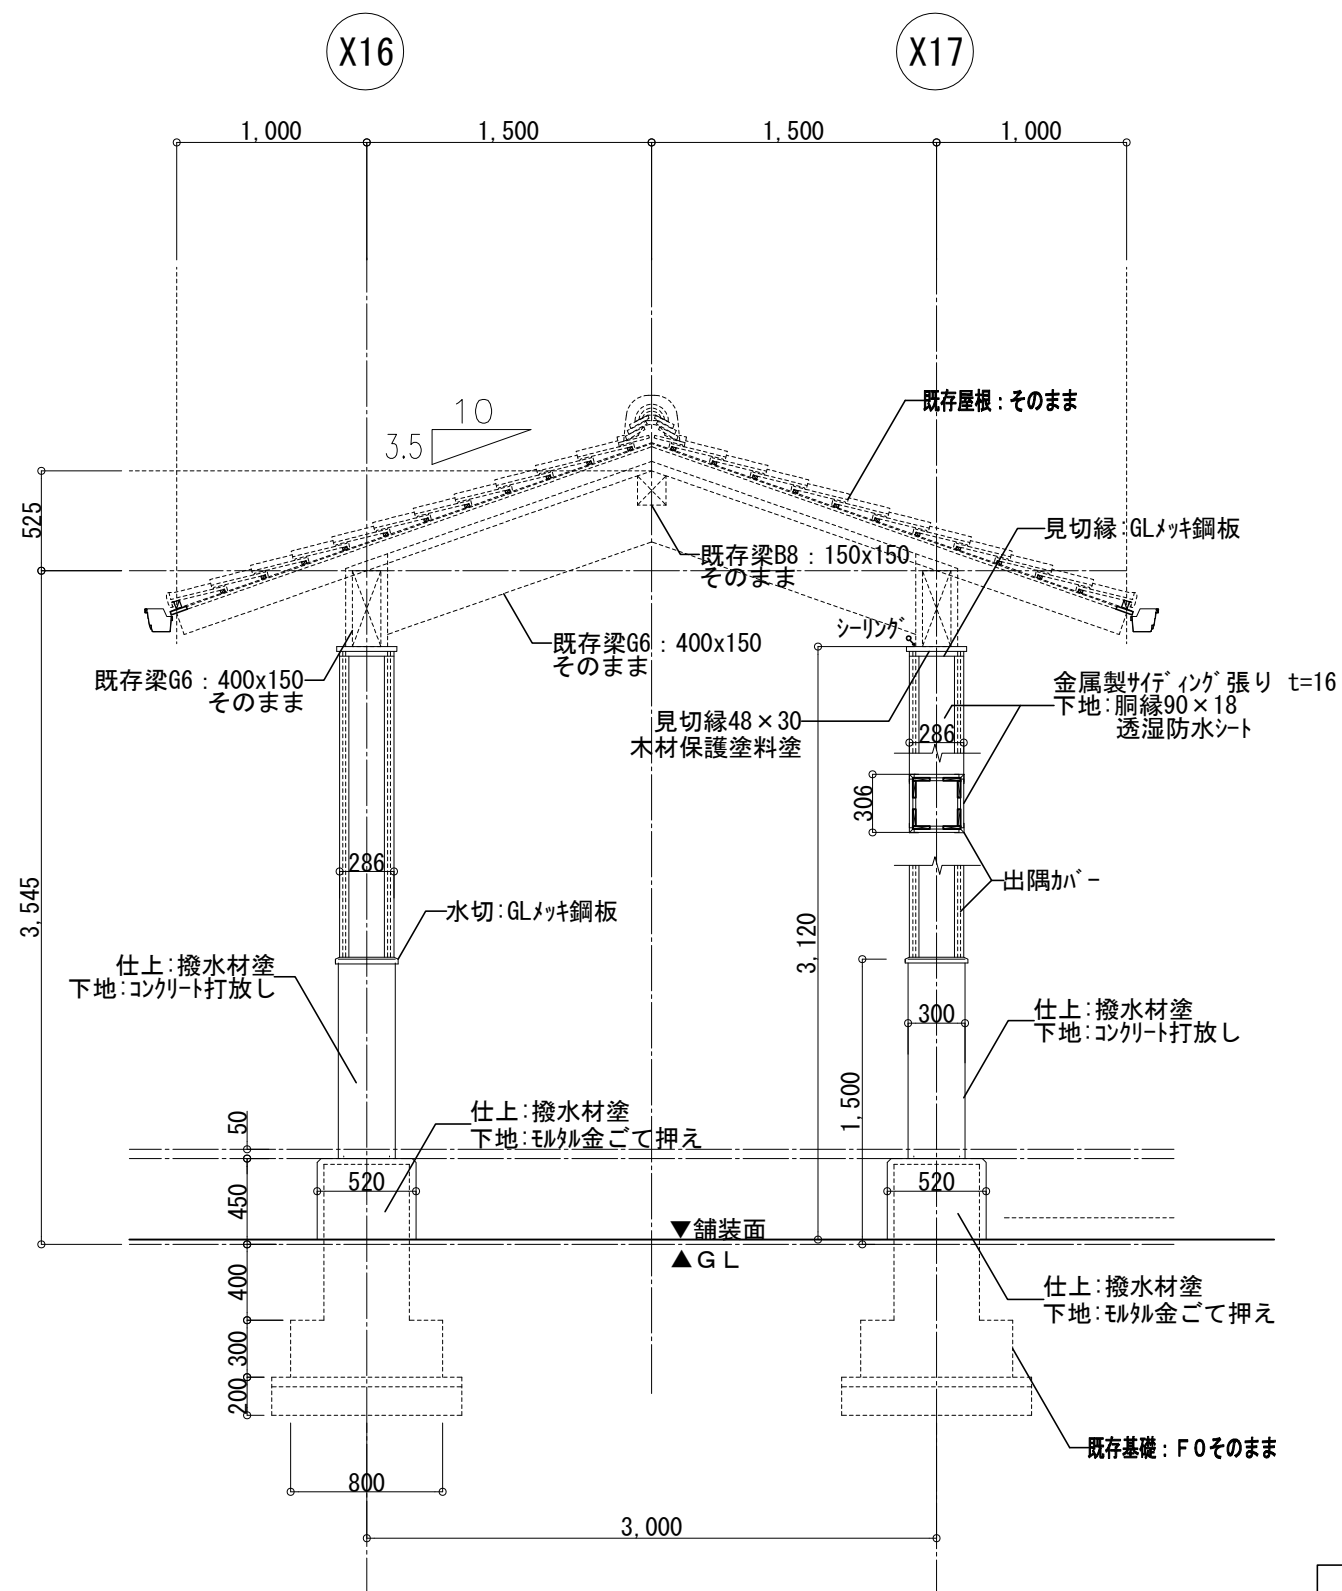 X16
X17
1,000
1,500
1,500
1,000
既存屋根：そのまま
10
3.5
525
見切縁：GLﾒｯｷ鋼板
既存梁B8：150x150
そのまま
ｼｰﾘﾝｸﾞ
既存梁G6：400x150
そのまま
既存梁G6：400x150
そのまま
金属製ｻｲﾃﾞｨﾝｸﾞ張り t=16
下地：胴縁90×18
透湿防水ｼｰﾄ
見切縁48×30
木材保護塗料塗
286
306
286
出隅ｶﾊﾞｰ
3,545
水切：GLﾒｯｷ鋼板
3,120
仕上：撥水材塗
下地：ｺﾝｸﾘｰﾄ打放し
300
仕上：撥水材塗
下地：ｺﾝｸﾘｰﾄ打放し
1,500
50
仕上：撥水材塗
下地：ﾓﾙﾀﾙ金ごて押え
450
520
520
▼舗装面
▲ＧＬ
400
仕上：撥水材塗
下地：ﾓﾙﾀﾙ金ごて押え
300
200
既存基礎：Ｆ０そのまま
800
3,000